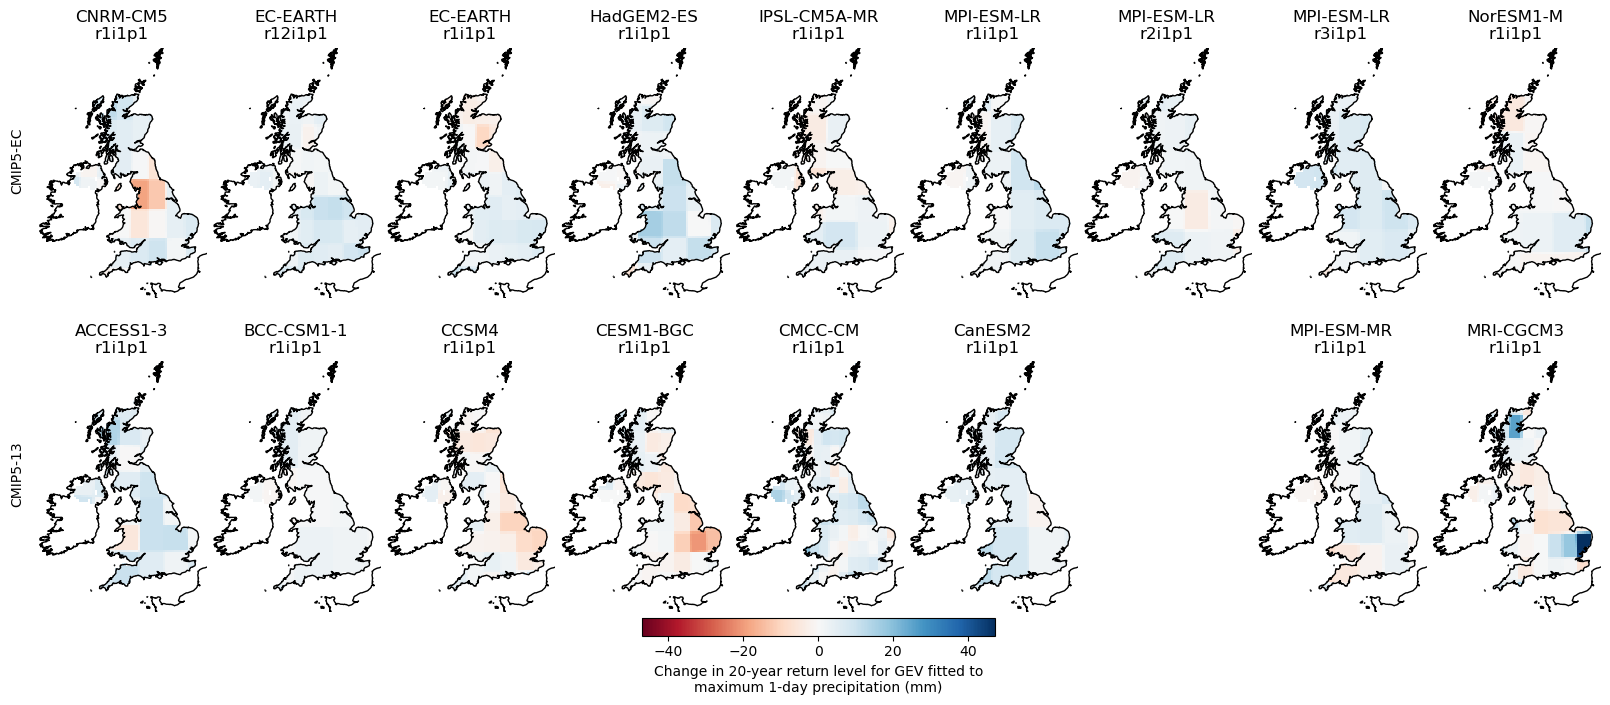 CNRM-CM5 EC-EARTH EC-EARTH HadGEM2-ES IPSL-CM5A-MR MPI-ESM-LR MPI-ESM-LR MPI-ESM-LR NorESM1-M
r1i1p1 r12i1p1 r1i1p1 r1i1p1 r1i1p1 r1i1p1 r2i1p1 r3i1p1 r1i1p1
CMIP5-EC
ACCESS1-3 BCC-CSM1-1 CCSM4 CESM1-BGC CMCC-CM CanESM2 MPI-ESM-MR MRI-CGCM3
r1i1p1 r1i1p1 r1i1p1 r1i1p1 r1i1p1 r1i1p1 r1i1p1 r1i1p1
CMIP5-13
−40 −20 0 20 40
Change in 20-year return level for GEV fitted to
maximum 1-day precipitation (mm)